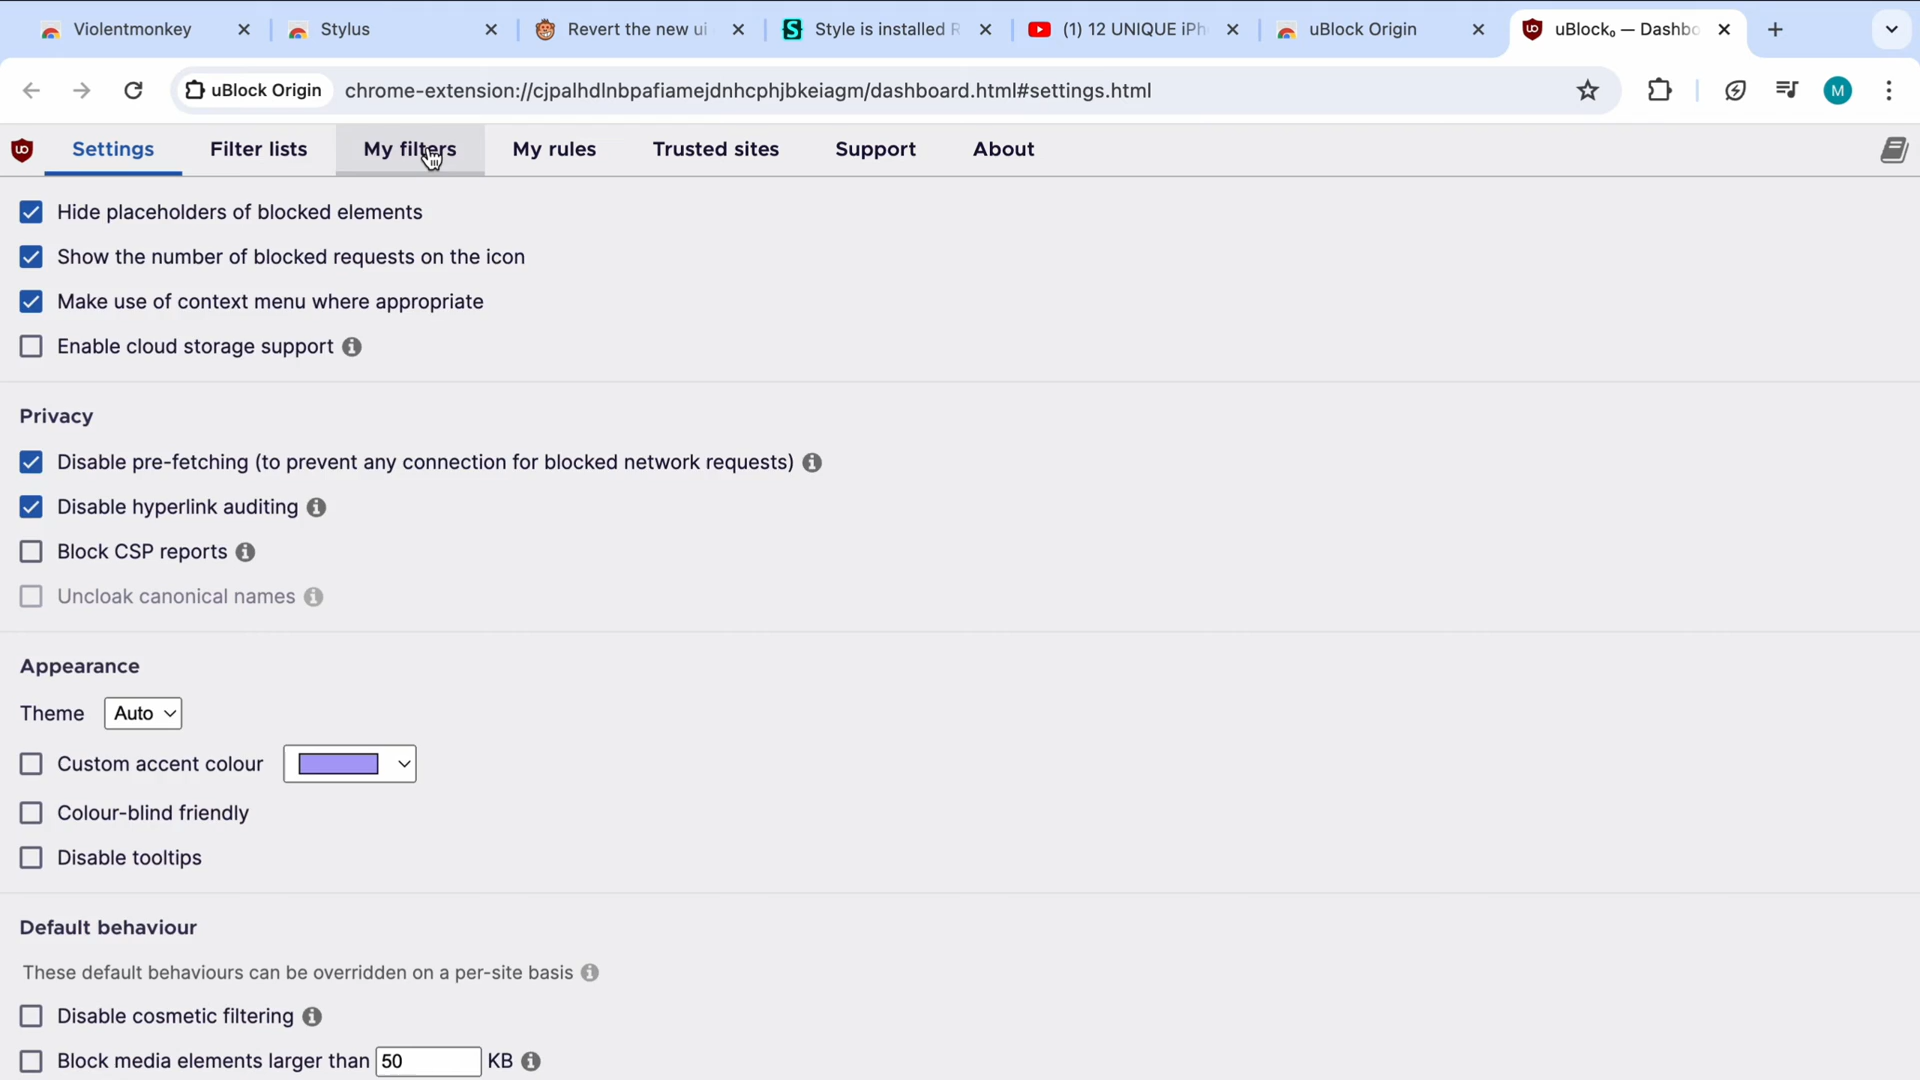 Violentmonkey
Stylus
Revert the new ui
Style is installed R
(1) 12 UNIQUE iPh
uBlock Origin
uBlock₀ — Dashbo
uBlock Origin
chrome-extension://cjpalhdlnbpafiamejdnhcphjbkeiagm/dashboard.html#settings.html
M
Settings
Filter lists
My filters
My rules
Trusted sites
Support
About
Hide placeholders of blocked elements
Show the number of blocked requests on the icon
Make use of context menu where appropriate
Enable cloud storage support
Privacy
Disable pre-fetching (to prevent any connection for blocked network requests)
Disable hyperlink auditing
Block CSP reports
Uncloak canonical names
Appearance
Theme Auto
Custom accent colour
Colour-blind friendly
Disable tooltips
Default behaviour
These default behaviours can be overridden on a per-site basis
Disable cosmetic filtering
Block media elements larger than 50 KB